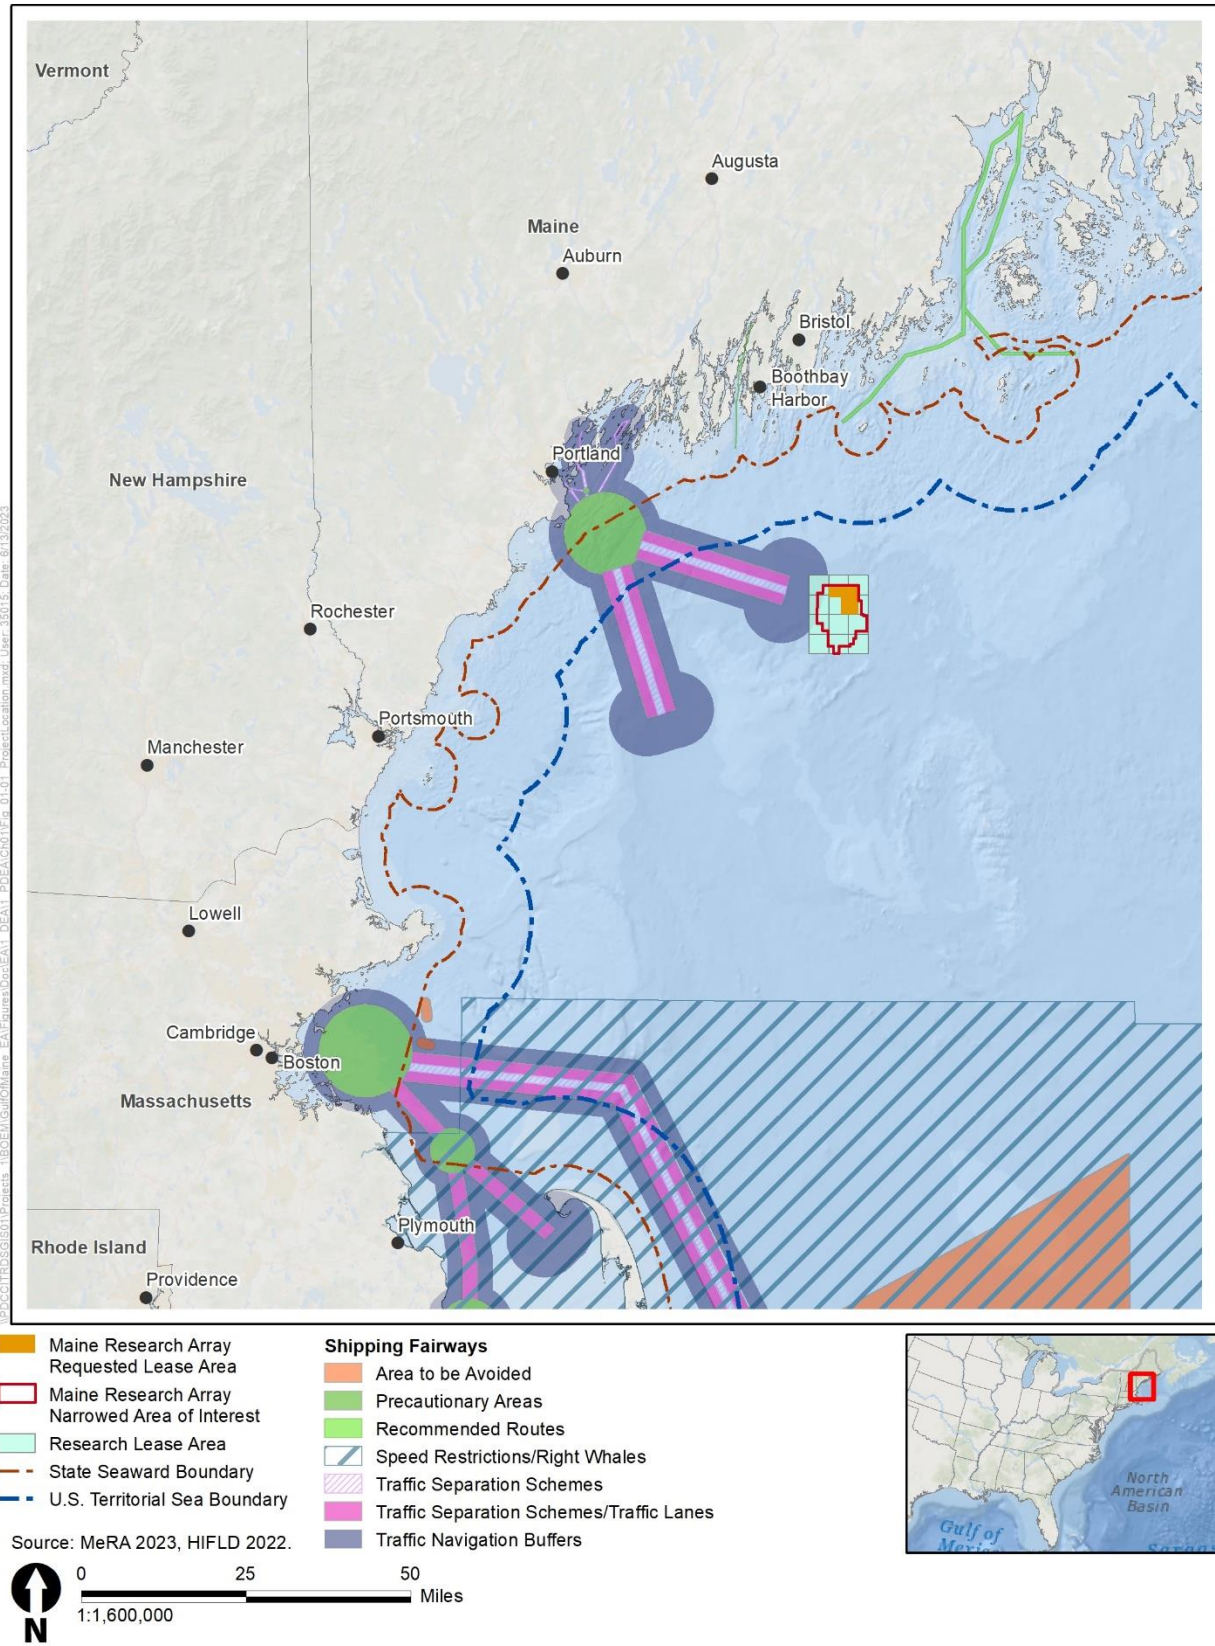 Vermont
Augusta
Maine
Auburn
Bristol
Boothbay
Harbor
Portland
New Hampshire
Rochester
Portsmouth
Manchester
Lowell
Cambridge
Boston
Massachusetts
Plymouth
Rhode Island
Providence
Maine Research Array
Requested Lease Area
Maine Research Array
Narrowed Area of Interest
Research Lease Area
State Seaward Boundary
U.S. Territorial Sea Boundary
Source: MeRA 2023, HIFLD 2022.
Shipping Fairways
Area to be Avoided
Precautionary Areas
Recommended Routes
Speed Restrictions/Right Whales
Traffic Separation Schemes
Traffic Separation Schemes/Traffic Lanes
Traffic Navigation Buffers
N
0 25 50
Miles
1:1,600,000
North
American
Basin
Gulf of